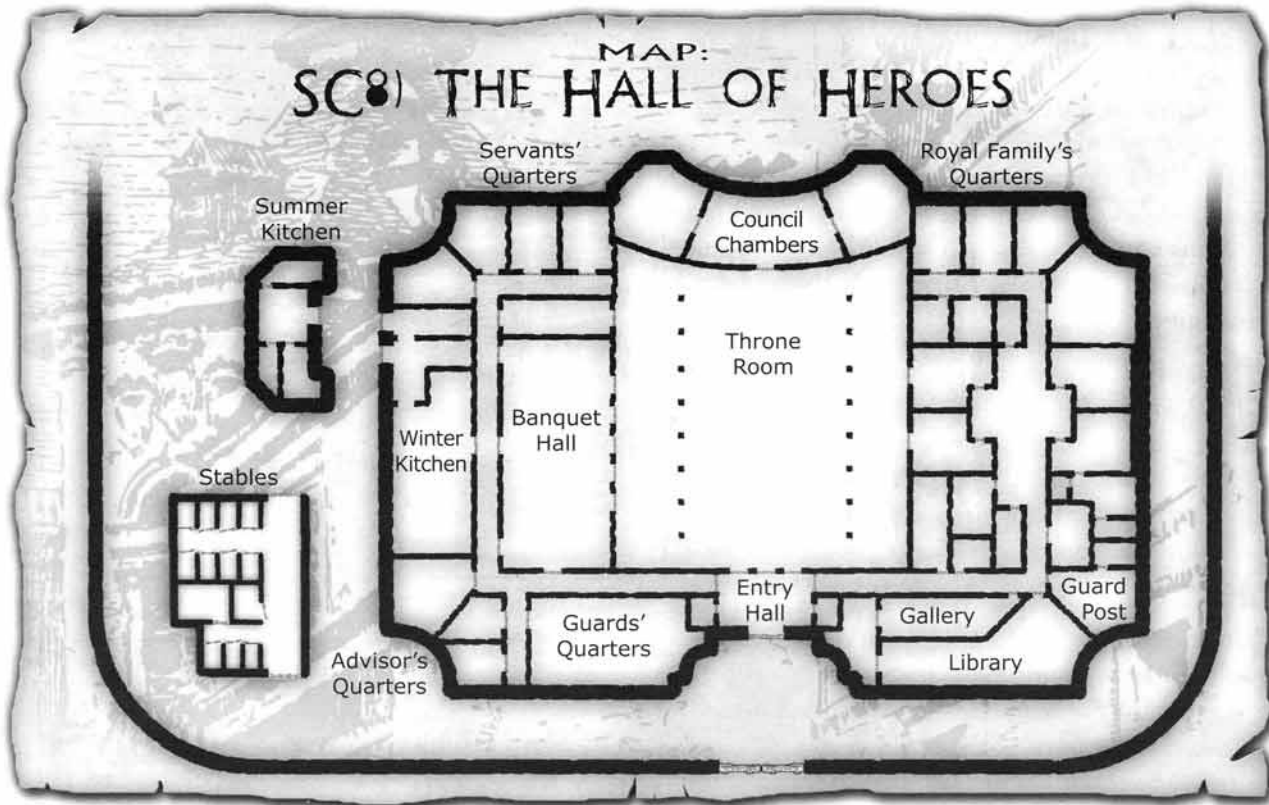 MAP:
SC8) THE HALL OF HEROES
Servants'
Quarters
Royal Family's
Quarters
Summer
Kitchen
Council
Chambers
Throne
Room
Banquet
Hall
Winter
Kitchen
Stables
Entry
Hall
Guard
Post
Gallery
Guards'
Quarters
Library
Advisor's
Quarters